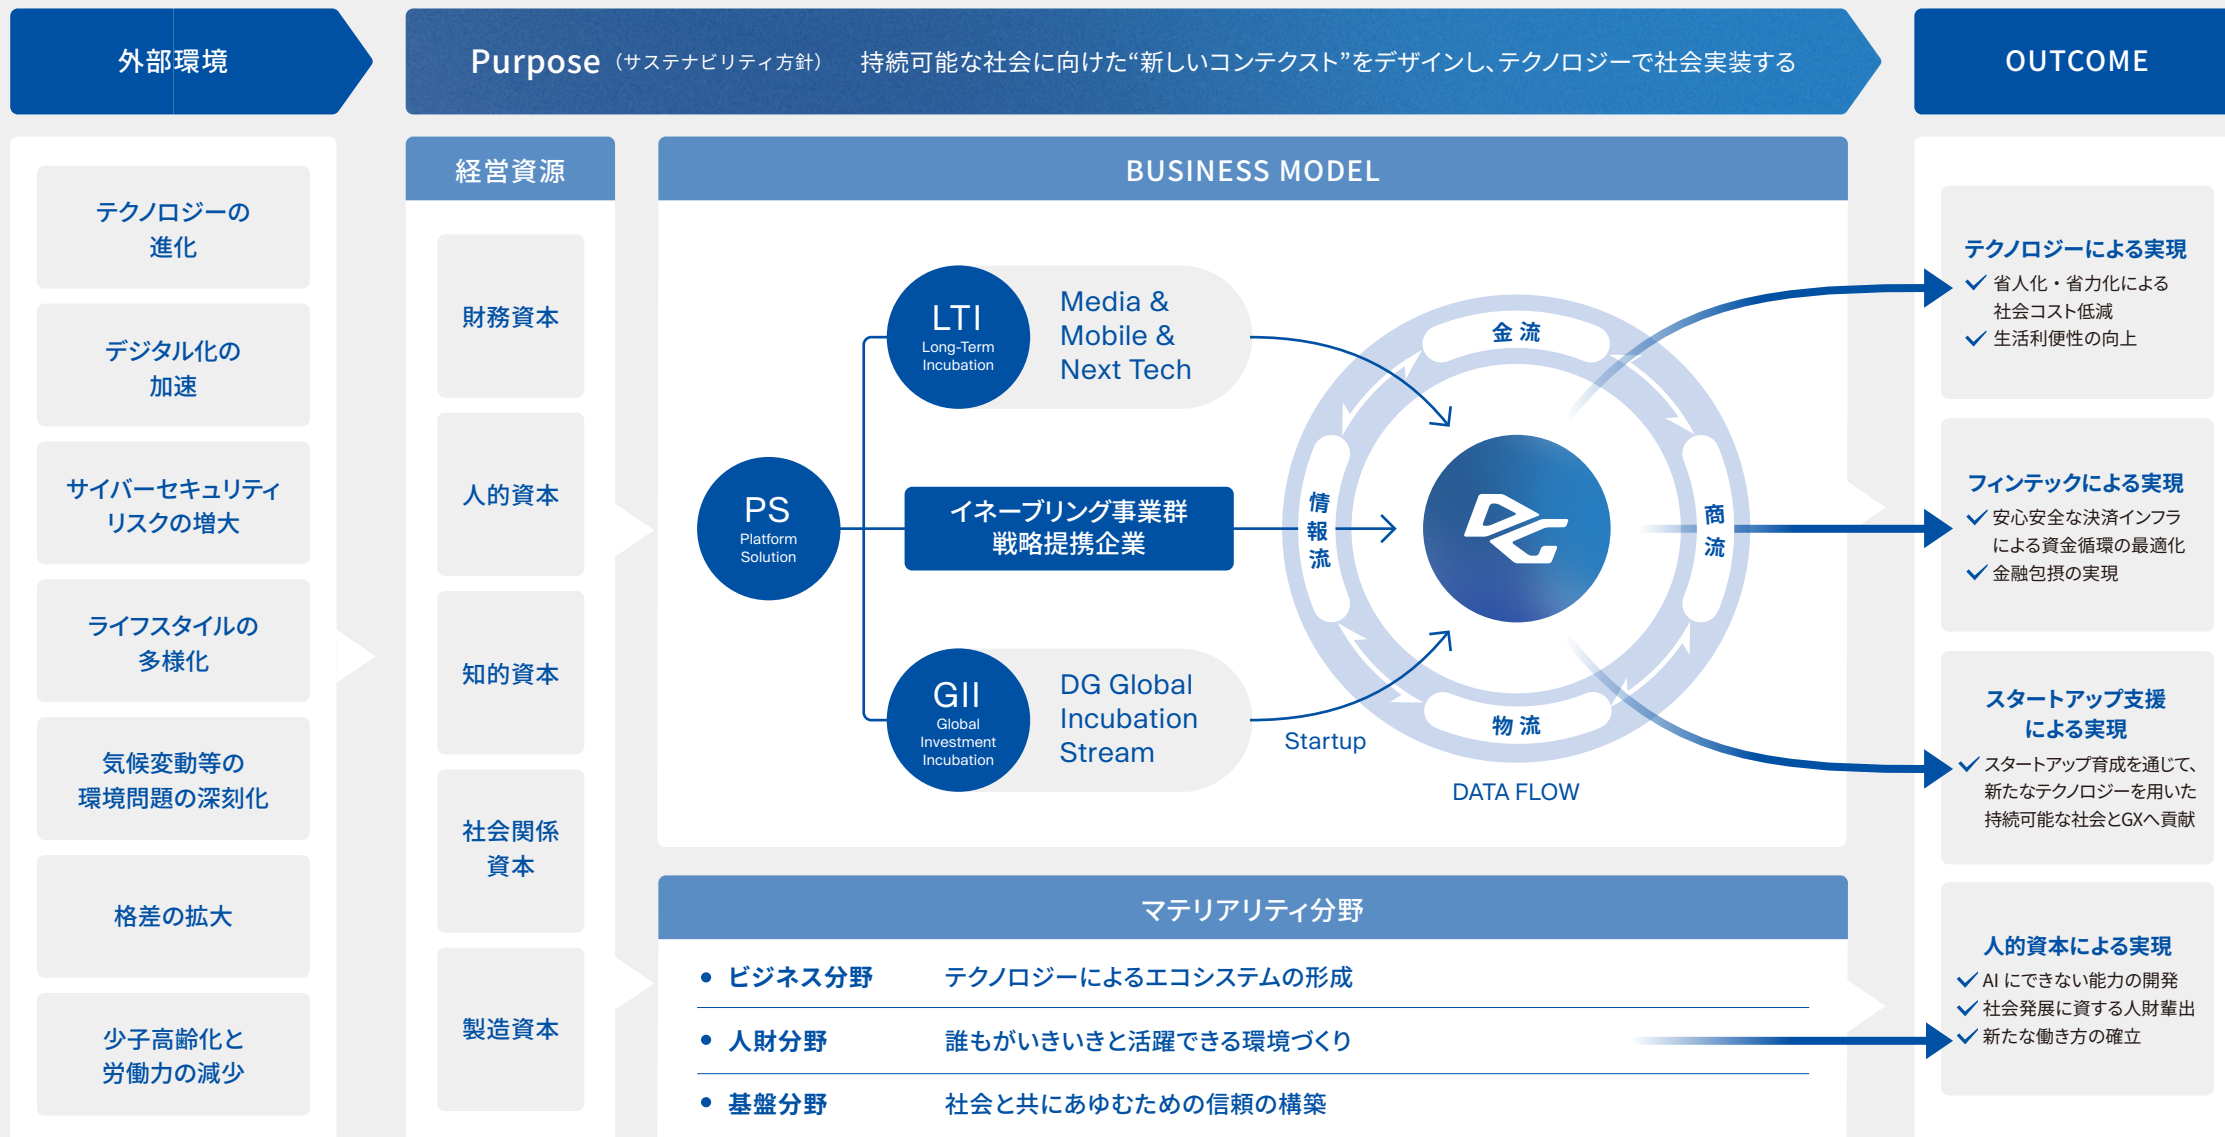 外部環境
Purpose（サステナビリティ方針） 持続可能な社会に向けた“新しいコンテクスト”をデザインし、テクノロジーで社会実装する
OUTCOME
テクノロジーの
進化
デジタル化の
加速
サイバーセキュリティ
リスクの増大
ライフスタイルの
多様化
気候変動等の
環境問題の深刻化
格差の拡大
少子高齢化と
労働力の減少
経営資源
財務資本
人的資本
知的資本
社会関係
資本
製造資本
BUSINESS MODEL
PS
Platform
Solution
LTI
Long-Term
Incubation
Media &
Mobile &
Next Tech
イネーブリング事業群
戦略提携企業
GII
Global
Investment
Incubation
DG Global
Incubation
Stream
Startup
金流
情報流
商流
物流
DG
DATA FLOW
マテリアリティ分野
• ビジネス分野 テクノロジーによるエコシステムの形成
• 人財分野 誰もがいきいきと活躍できる環境づくり
• 基盤分野 社会と共にあゆむための信頼の構築
テクノロジーによる実現
✓ 省人化・省力化による
社会コスト低減
✓ 生活利便性の向上
フィンテックによる実現
✓ 安心安全な決済インフラ
による資金循環の最適化
✓ 金融包摂の実現
スタートアップ支援
による実現
✓ スタートアップ育成を通じて、
新たなテクノロジーを用いた
持続可能な社会とGXへ貢献
人的資本による実現
✓ AI にできない能力の開発
✓ 社会発展に資する人財輩出
✓ 新たな働き方の確立